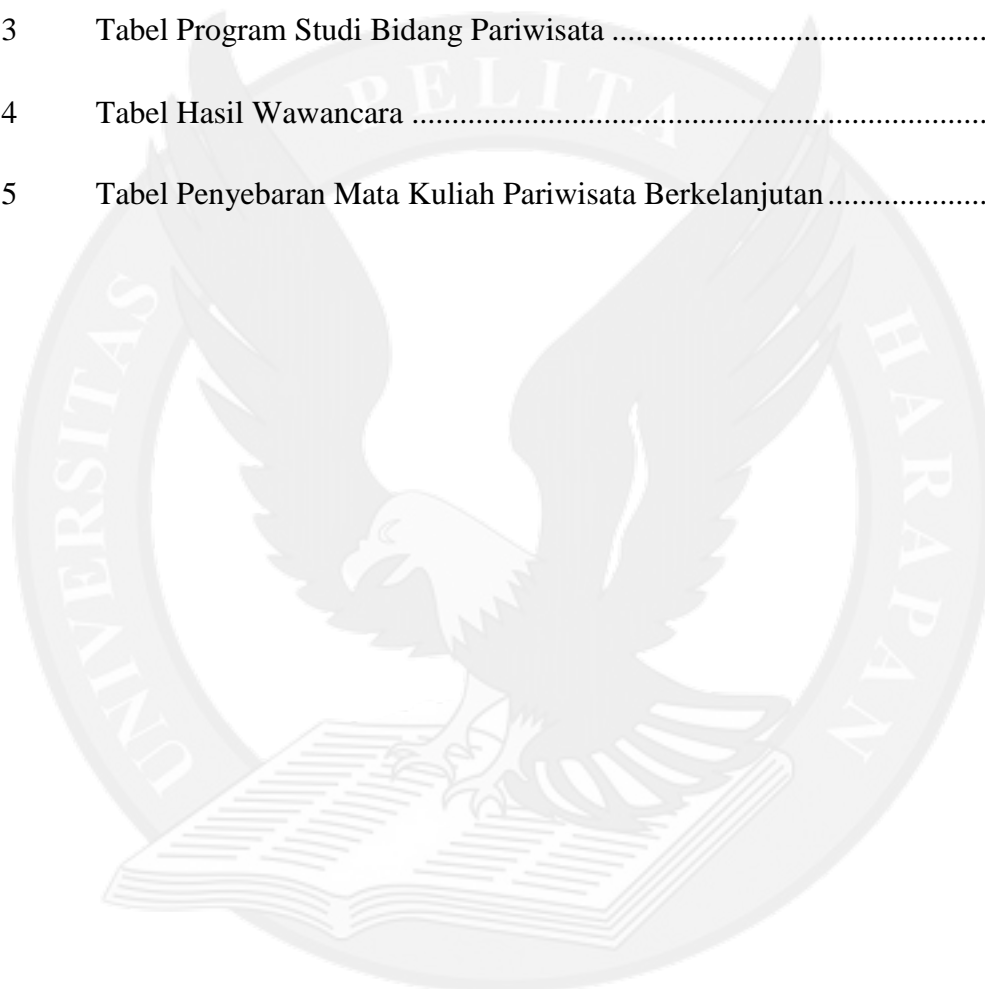 3 Tabel Program Studi Bidang Pariwisata ...............................................
4 Tabel Hasil Wawancara ........................................................................
5 Tabel Penyebaran Mata Kuliah Pariwisata Berkelanjutan ....................
UNIVERSITAS PELITA HARAPAN